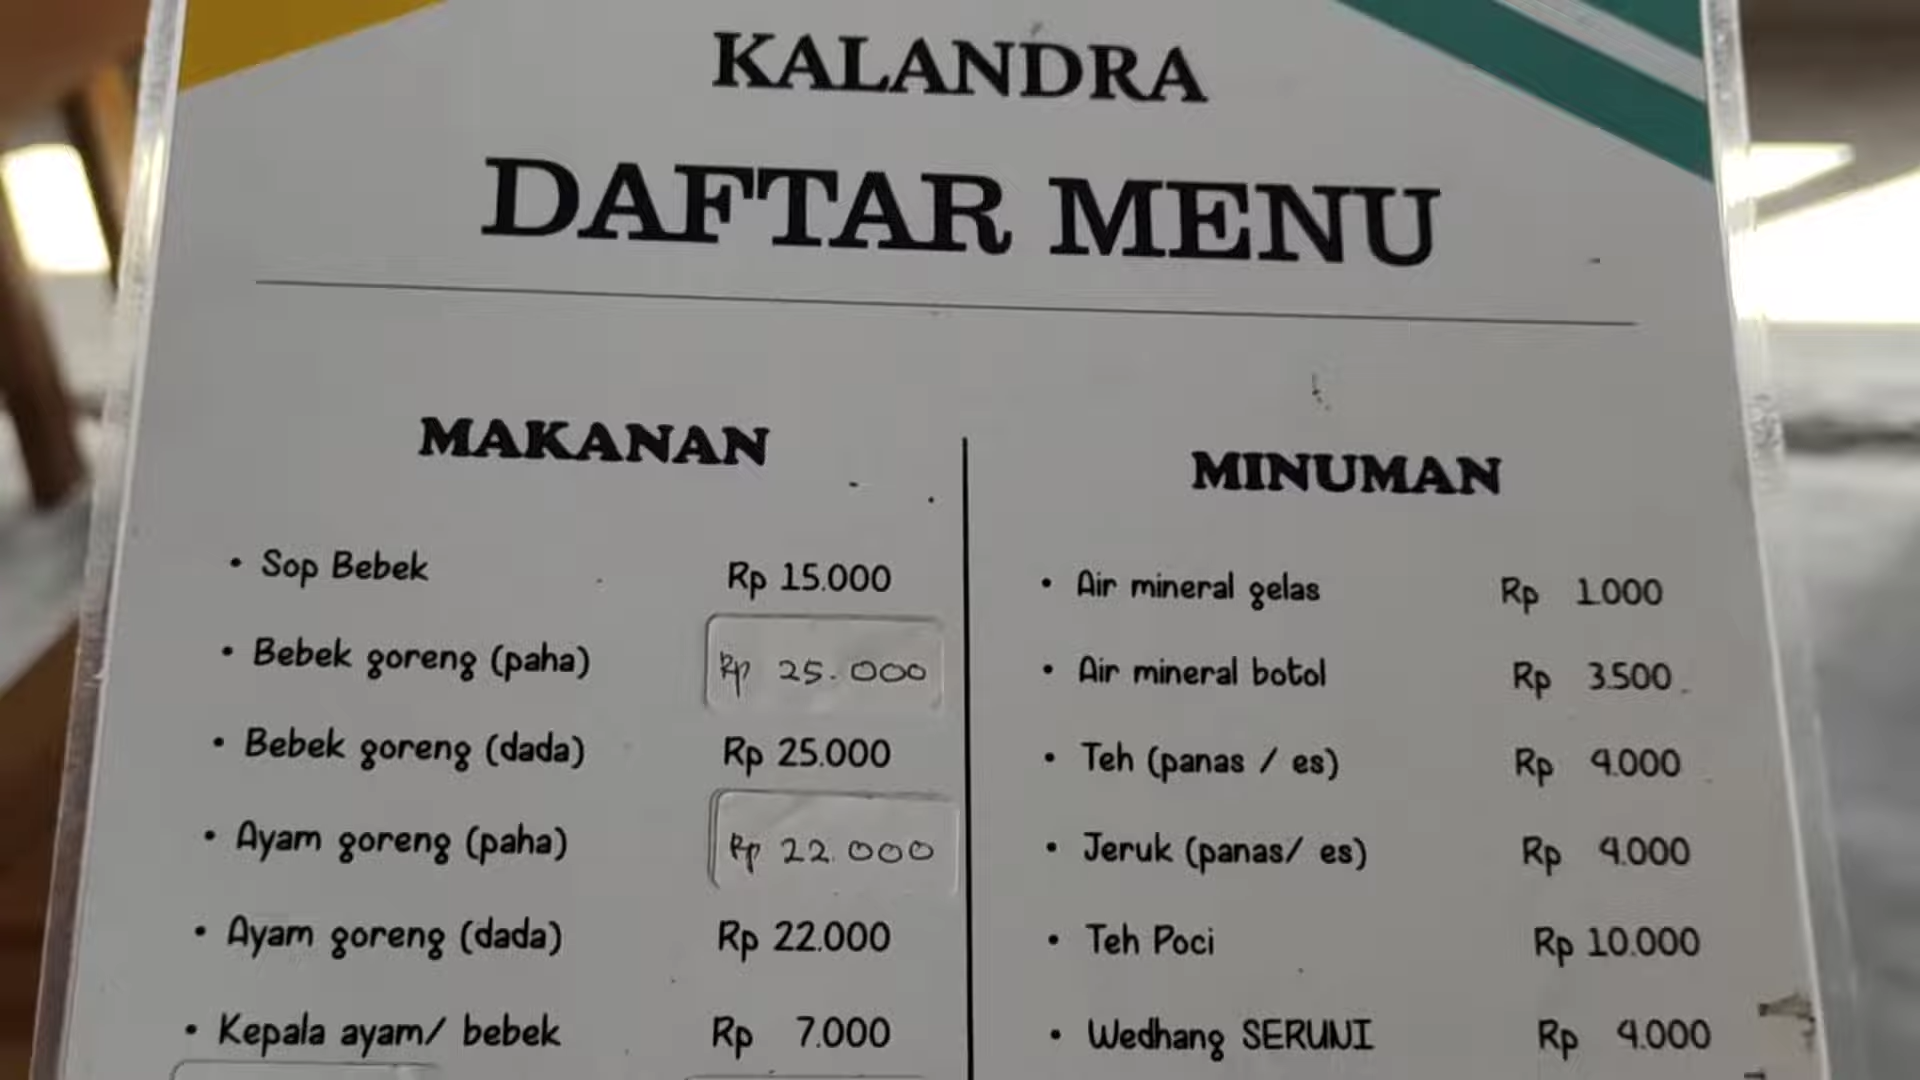 KALANDRA
DAFTAR MENU
MAKANAN
• Sop Bebek Rp 15.000
• Bebek goreng (paha) Rp 25.000
• Bebek goreng (dada) Rp 25.000
• Ayam goreng (paha) Rp 22.000
• Ayam goreng (dada) Rp 22.000
• Kepala ayam/ bebek Rp 7.000
MINUMAN
• Air mineral gelas Rp 1.000
• Air mineral botol Rp 3.500
• Teh (panas / es) Rp 4.000
• Jeruk (panas/ es) Rp 4.000
• Teh Poci Rp 10.000
• Wedhang SERUNI Rp 4.000